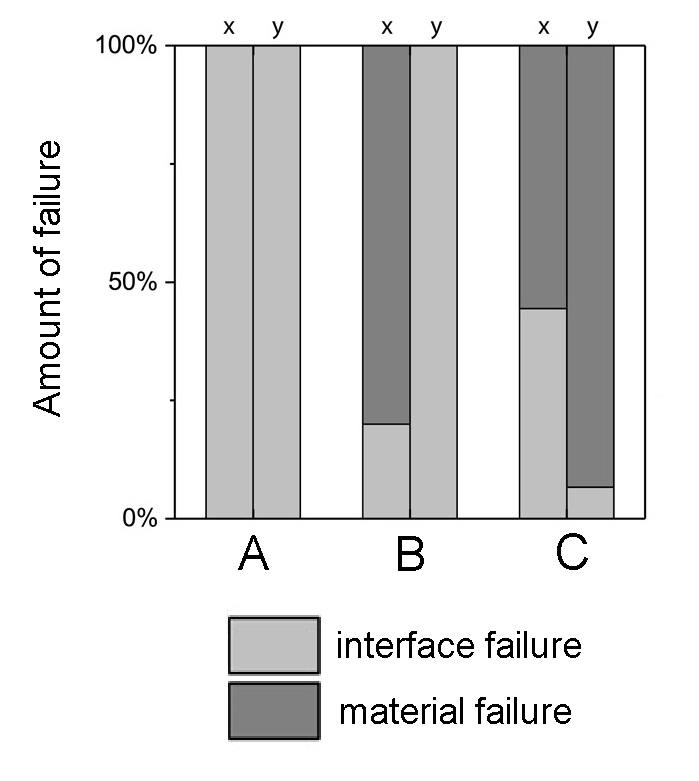 x y x y x y
100%
50%
0%
Amount of failure
A B C
interface failure
material failure